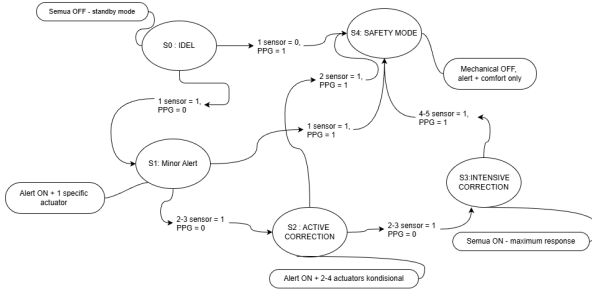 Semua OFF - standby mode
S0 : IDEL
1 sensor = 0,
PPG = 1
S4: SAFETY MODE
Mechanical OFF,
alert + comfort only
2 sensor = 1,
PPG = 1
1 sensor = 1,
PPG = 0
1 sensor = 1,
PPG = 1
4-5 sensor = 1,
PPG = 1
S1: Minor Alert
S3:INTENSIVE
CORRECTION
Alert ON + 1 specific
actuator
2-3 sensor = 1
PPG = 0
S2 : ACTIVE
CORRECTION
2-3 sensor = 1
PPG = 0
Semua ON - maximum response
Alert ON + 2-4 actuators kondisional